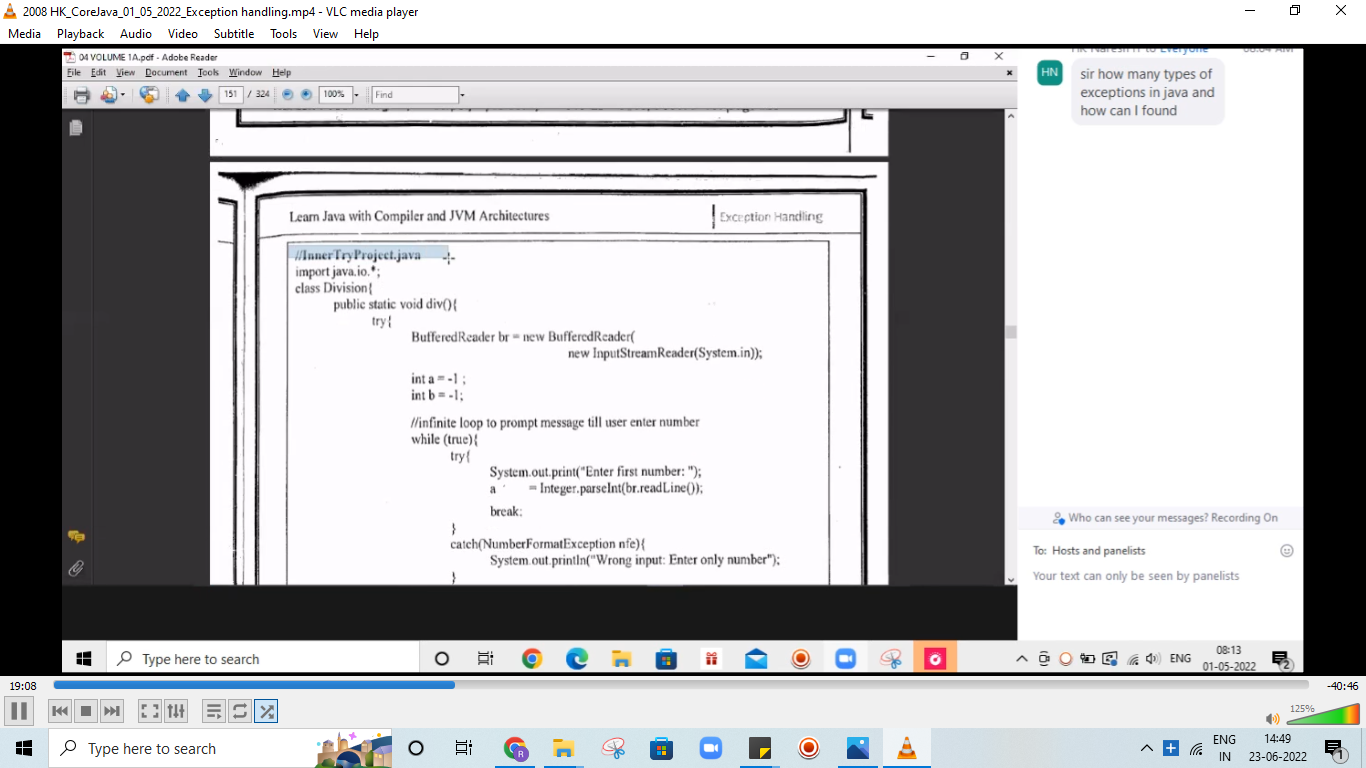 2008 HK_CoreJava_01_05_2022_Exception handling.mp4 - VLC media player
Media Playback Audio Video Subtitle Tools View Help
04 VOLUME 1A.pdf - Adobe Reader
File Edit View Document Tools Window Help
151 / 324 100% Find
Learn Java with Compiler and JVM Architectures
Exception Handling
//InnerTryProject.java
import java.io.*;
class Division{
public static void div(){
try{
BufferedReader br = new BufferedReader(
new InputStreamReader(System.in));
int a = -1 ;
int b = -1;
//infinite loop to prompt message till user enter number
while (true){
try{
System.out.print("Enter first number: ");
a = Integer.parseInt(br.readLine());
break;
}
catch(NumberFormatException nfe){
System.out.println("Wrong input: Enter only number");
}
HK Naresh IT to Everyone 08:04 AM
HN
sir how many types of
exceptions in java and
how can I found
Who can see your messages? Recording On
To: Hosts and panelists
Your text can only be seen by panelists
Type here to search
ENG
08:13
01-05-2022
2
19:08
-40:46
125%
Type here to search
R
ENG
IN
14:49
23-06-2022
1